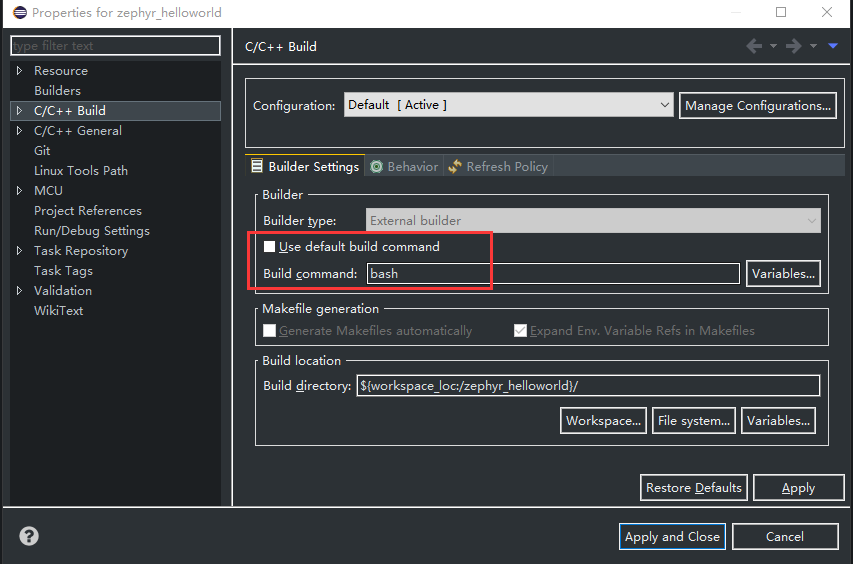 Properties for zephyr_helloworld
type filter text
C/C++ Build
Resource
Builders
C/C++ Build
C/C++ General
Git
Linux Tools Path
MCU
Project References
Run/Debug Settings
Task Repository
Task Tags
Validation
WikiText
Configuration: Default [ Active ] Manage Configurations...
Builder Settings Behavior Refresh Policy
Builder
Builder type: External builder
Use default build command
Build command: bash Variables...
Makefile generation
Generate Makefiles automatically Expand Env. Variable Refs in Makefiles
Build location
Build directory: ${workspace_loc:/zephyr_helloworld}/
Workspace... File system... Variables...
Restore Defaults Apply
? Apply and Close Cancel